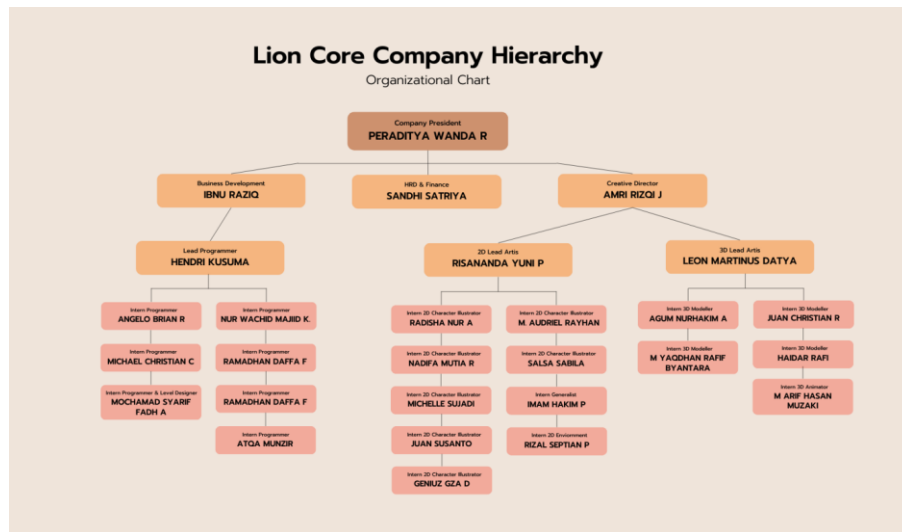 Lion Core Company Hierarchy
Organizational Chart
Company President
PERADITYA WANDA R
Business Development
IBNU RAZIQ
HRD & Finance
SANDHI SATRIYA
Creative Director
AMRI RIZQI J
Lead Programmer
HENDRI KUSUMA
2D Lead Artis
RISANANDA YUNI P
3D Lead Artis
LEON MARTINUS DATYA
Intern Programmer
ANGELO BRIAN R
Intern Programmer
MICHAEL CHRISTIAN C
Intern Programmer & Level Designer
MOCHAMAD SYARIF
FADH A
Intern Programmer
NUR WACHID MAJIID K.
Intern Programmer
RAMADHAN DAFFA F
Intern Programmer
RAMADHAN DAFFA F
Intern Programmer
ATQA MUNZIR
Intern 2D Character Illustrator
RADISHA NUR A
Intern 2D Character Illustrator
NADIFA MUTIA R
Intern 2D Character Illustrator
MICHELLE SUJADI
Intern 2D Character Illustrator
JUAN SUSANTO
Intern 2D Character Illustrator
GENIUZ GZA D
Intern 2D Character Illustrator
M. AUDRIEL RAYHAN
Intern 2D Character Illustrator
SALSA SABILA
Intern Generalist
IMAM HAKIM P
Intern 2D Enviorment
RIZAL SEPTIAN P
Intern 3D Modeller
AGUM NURHAKIM A
Intern 3D Modeller
M YAQDHAN RAFIF
BYANTARA
Intern 3D Modeller
JUAN CHRISTIAN R
Intern 3D Modeller
HAIDAR RAFI
Intern 3D Animator
M ARIF HASAN
MUZAKI